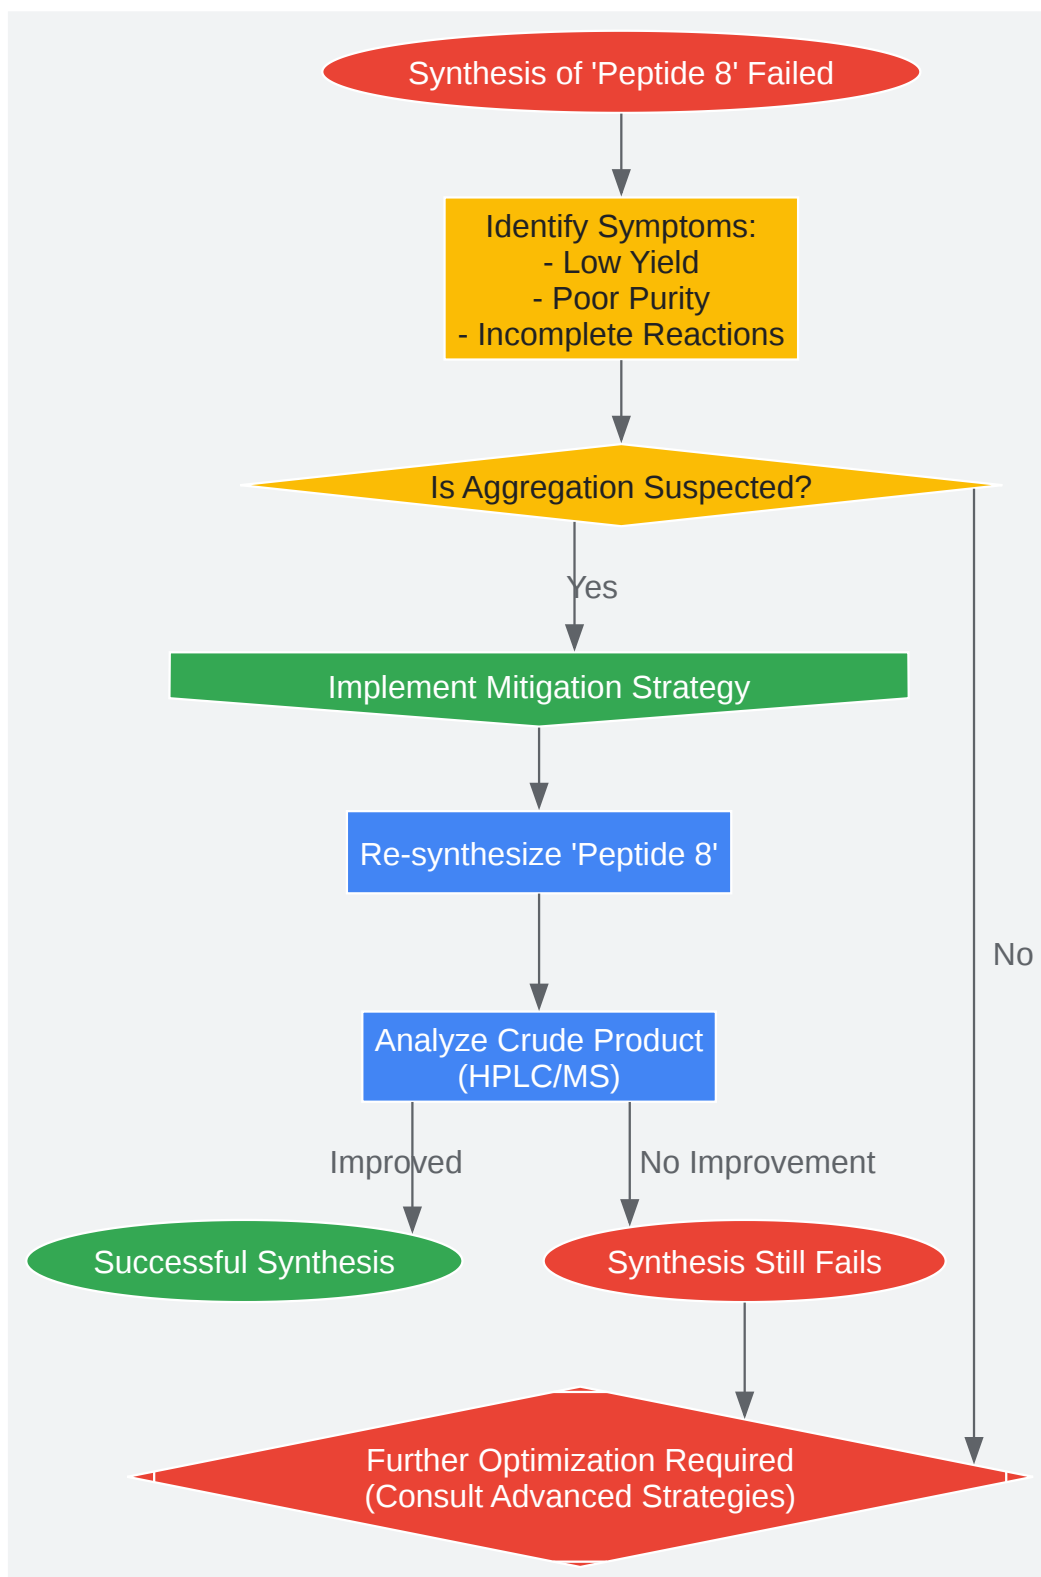 Synthesis of 'Peptide 8' Failed
Identify Symptoms:
- Low Yield
- Poor Purity
- Incomplete Reactions
Is Aggregation Suspected?
Yes
Implement Mitigation Strategy
Re-synthesize 'Peptide 8'
No
Analyze Crude Product
(HPLC/MS)
Improved
No Improvement
Successful Synthesis
Synthesis Still Fails
Further Optimization Required
(Consult Advanced Strategies)